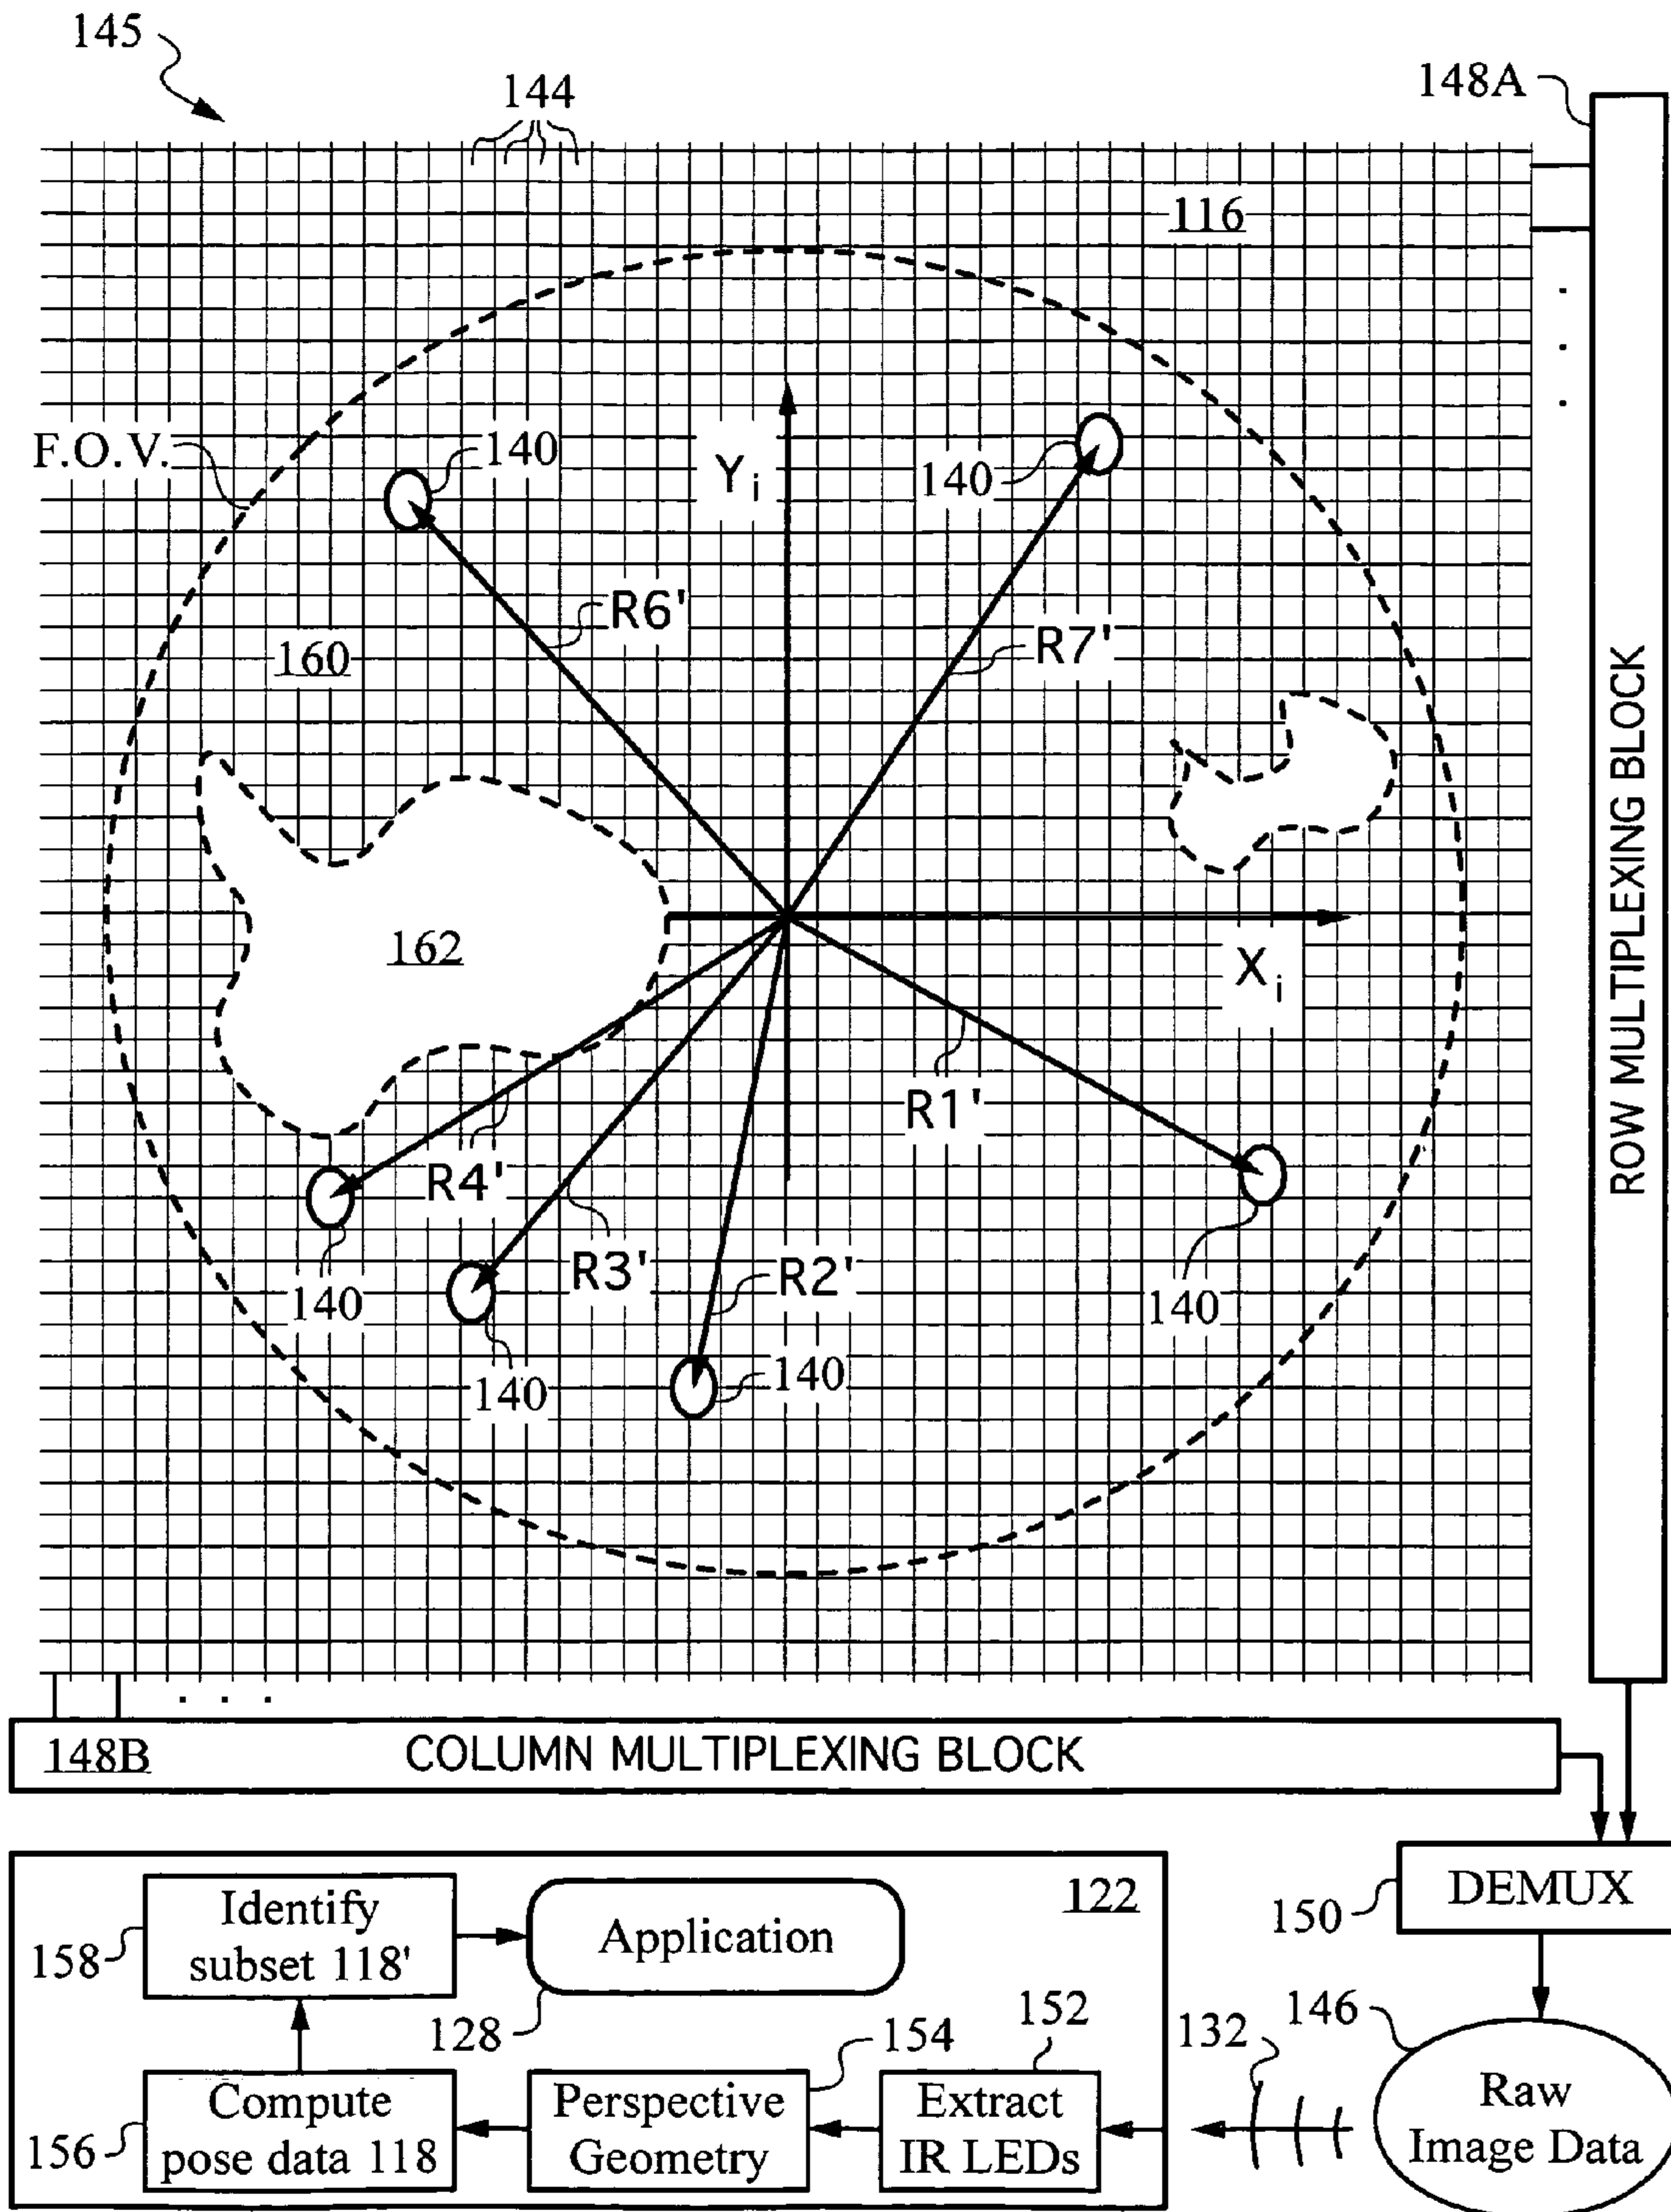 145
144
148A
116
F.O.V.
140
Yi
140
R6'
R7'
160
ROW MULTIPLEXING BLOCK
162
Xi
R1'
R4'
R3'
R2'
140
140
140
140
148B
COLUMN MULTIPLEXING BLOCK
122
DEMUX
150
Identify
subset 118'
158
Application
128
154
152
132
146
Compute
pose data 118
156
Perspective
Geometry
Extract
IR LEDs
Raw
Image Data